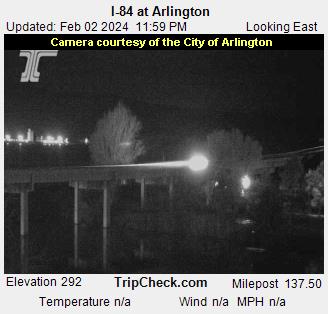 I-84 at Arlington
Updated: Feb 02 2024 11:59 PM Looking East
Camera courtesy of the City of Arlington
Elevation 292 TripCheck.com Milepost 137.50
Temperature n/a Wind n/a MPH n/a